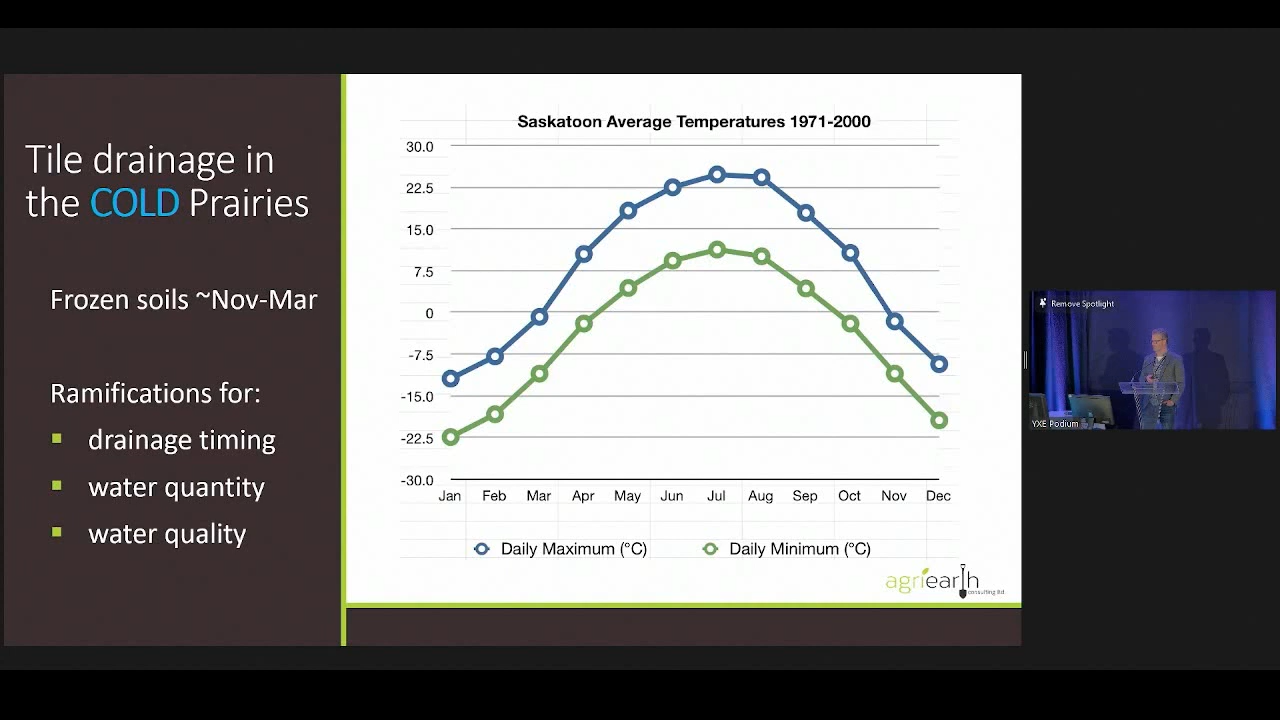 Tile drainage in
the COLD Prairies
Frozen soils ~Nov-Mar
Ramifications for:
drainage timing
water quantity
water quality
Saskatoon Average Temperatures 1971-2000
30.0
22.5
15.0
7.5
0
-7.5
-15.0
-22.5
-30.0
Jan Feb Mar Apr May Jun Jul Aug Sep Oct Nov Dec
Daily Maximum (°C) Daily Minimum (°C)
agriearth
consulting ltd
Remove Spotlight
YXE Podium